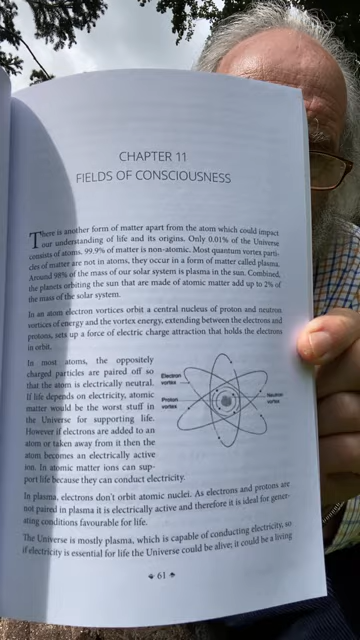 CHAPTER 11
FIELDS OF CONSCIOUSNESS
There is another form of matter apart from the atom which could impact
our understanding of life and its origins. Only 0.01% of the Universe
consists of atoms. 99.9% of matter is non-atomic. Most quantum vortex parti-
cles of matter are not in atoms, they occur in a form of matter called plasma.
Around 98% of the mass of our solar system is plasma in the sun. Combined,
the planets orbiting the sun that are made of atomic matter add up to 2% of
the mass of the solar system.
In an atom electron vortices orbit a central nucleus of proton and neutron
vortices of energy and the vortex energy, extending between the electrons and
protons, sets up a force of electric charge attraction that holds the electrons
in orbit.
In most atoms, the oppositely
charged particles are paired off so
that the atom is electrically neutral.
If life depends on electricity, atomic
matter would be the worst stuff in
the Universe for supporting life.
However if electrons are added to an
atom or taken away from it then the
atom becomes an electrically active
ion. In atomic matter ions can sup-
port life because they can conduct electricity.
Electron
vortex
Proton
vortex
Neutron
vortex
In plasma, electrons don't orbit atomic nuclei. As electrons and protons are
not paired in plasma it is electrically active and therefore it is ideal for gener-
ating conditions favourable for life.
The Universe is mostly plasma, which is capable of conducting electricity, so
if electricity is essential for life the Universe could be alive; it could be a living
61